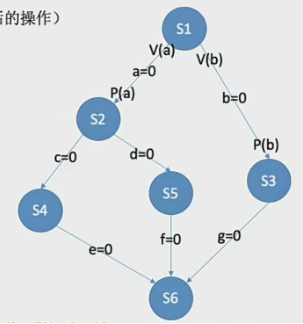 后的操作）
S1
V(a)
V(b)
a=0
P(a)
b=0
S2
P(b)
c=0
d=0
S3
S4
S5
e=0
f=0
g=0
S6